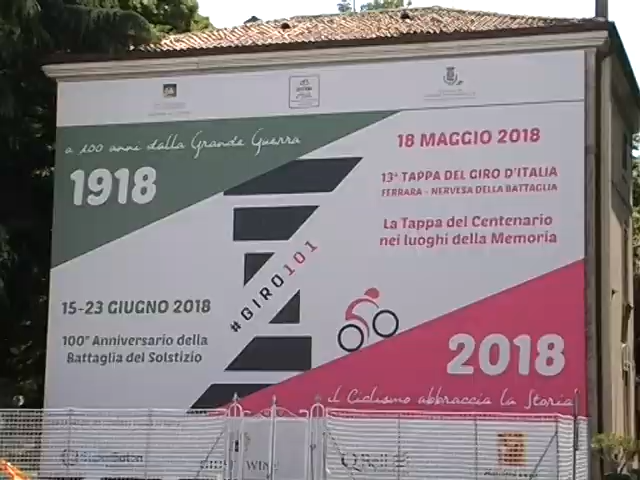 a 100 anni dalla Grande Guerra
1918
18 MAGGIO 2018
13ª TAPPA DEL GIRO D'ITALIA
FERRARA - NERVESA DELLA BATTAGLIA
La Tappa del Centenario
nei luoghi della Memoria
#GIRO101
15-23 GIUGNO 2018
100° Anniversario della
Battaglia del Solstizio
2018
il Ciclismo abbraccia la Storia